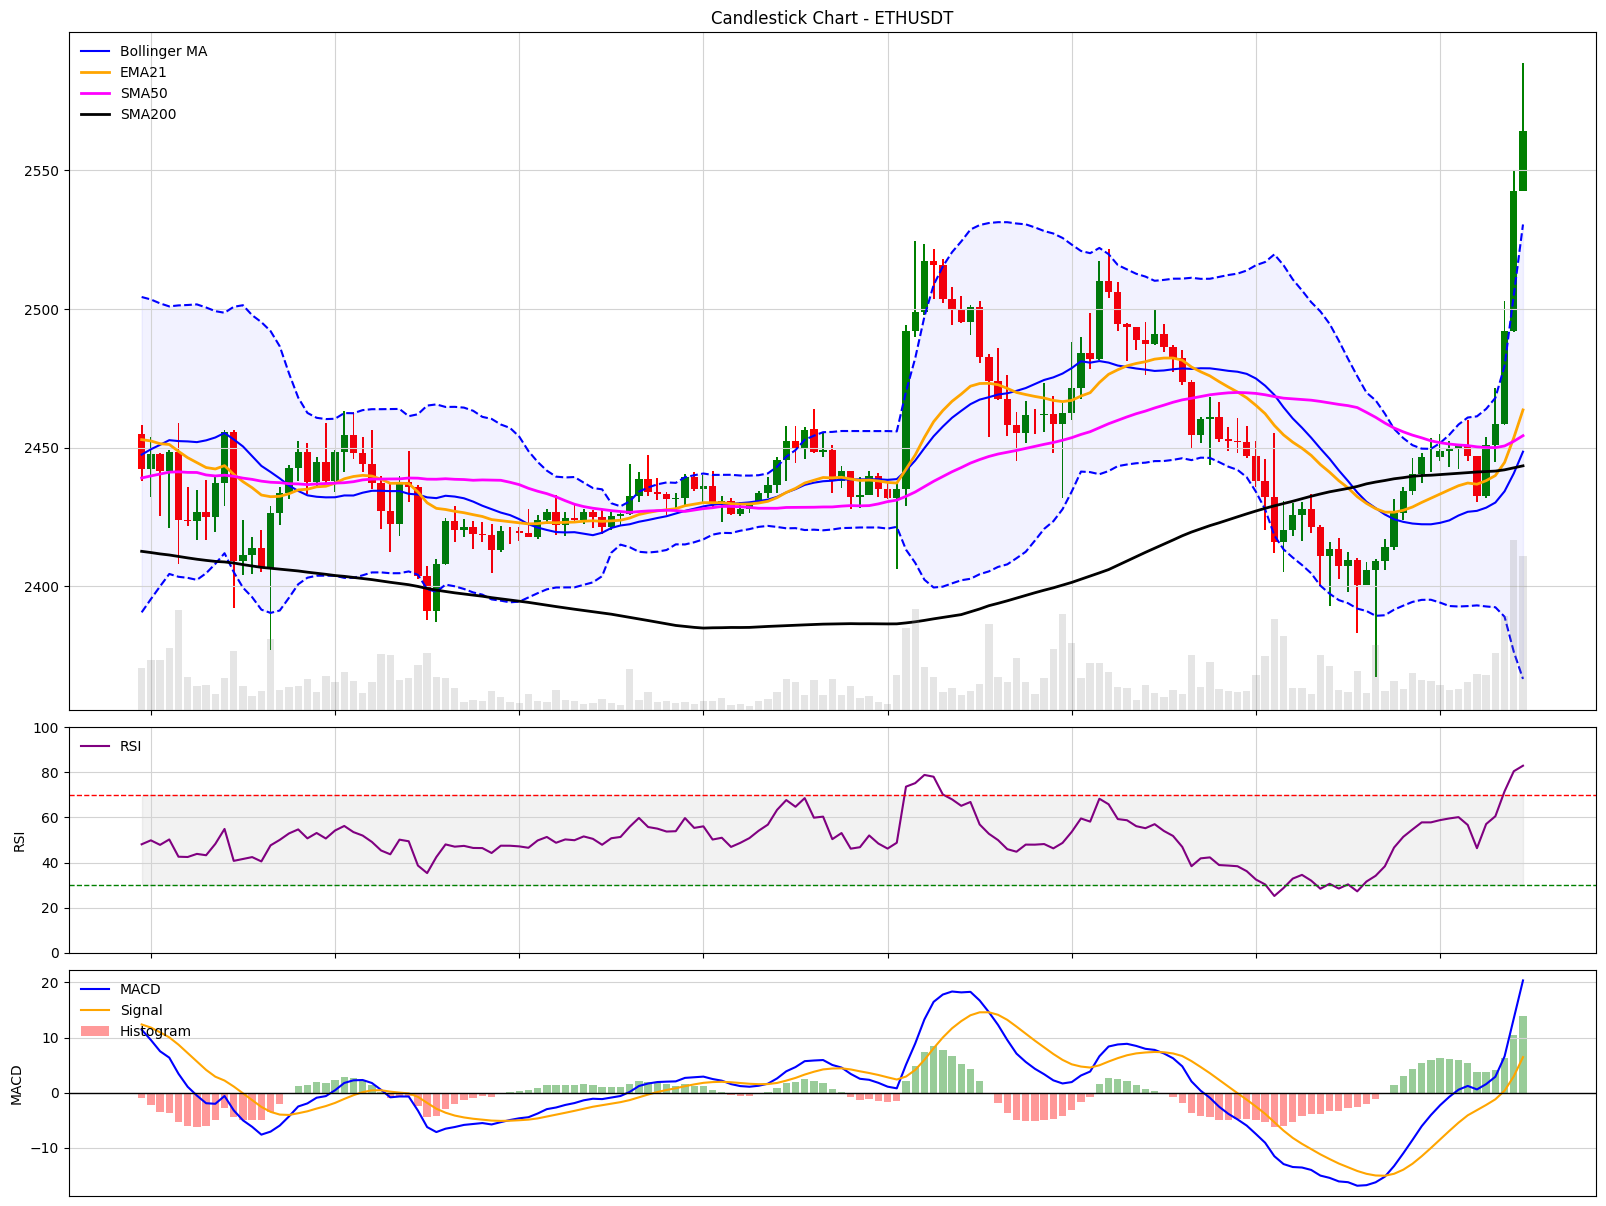 Candlestick Chart - ETHUSDT
Bollinger MA
EMA21
SMA50
SMA200
2550
2500
2450
2400
100
RSI
80
60
40
20
0
RSI
20
MACD
Signal
10
Histogram
0
−10
MACD